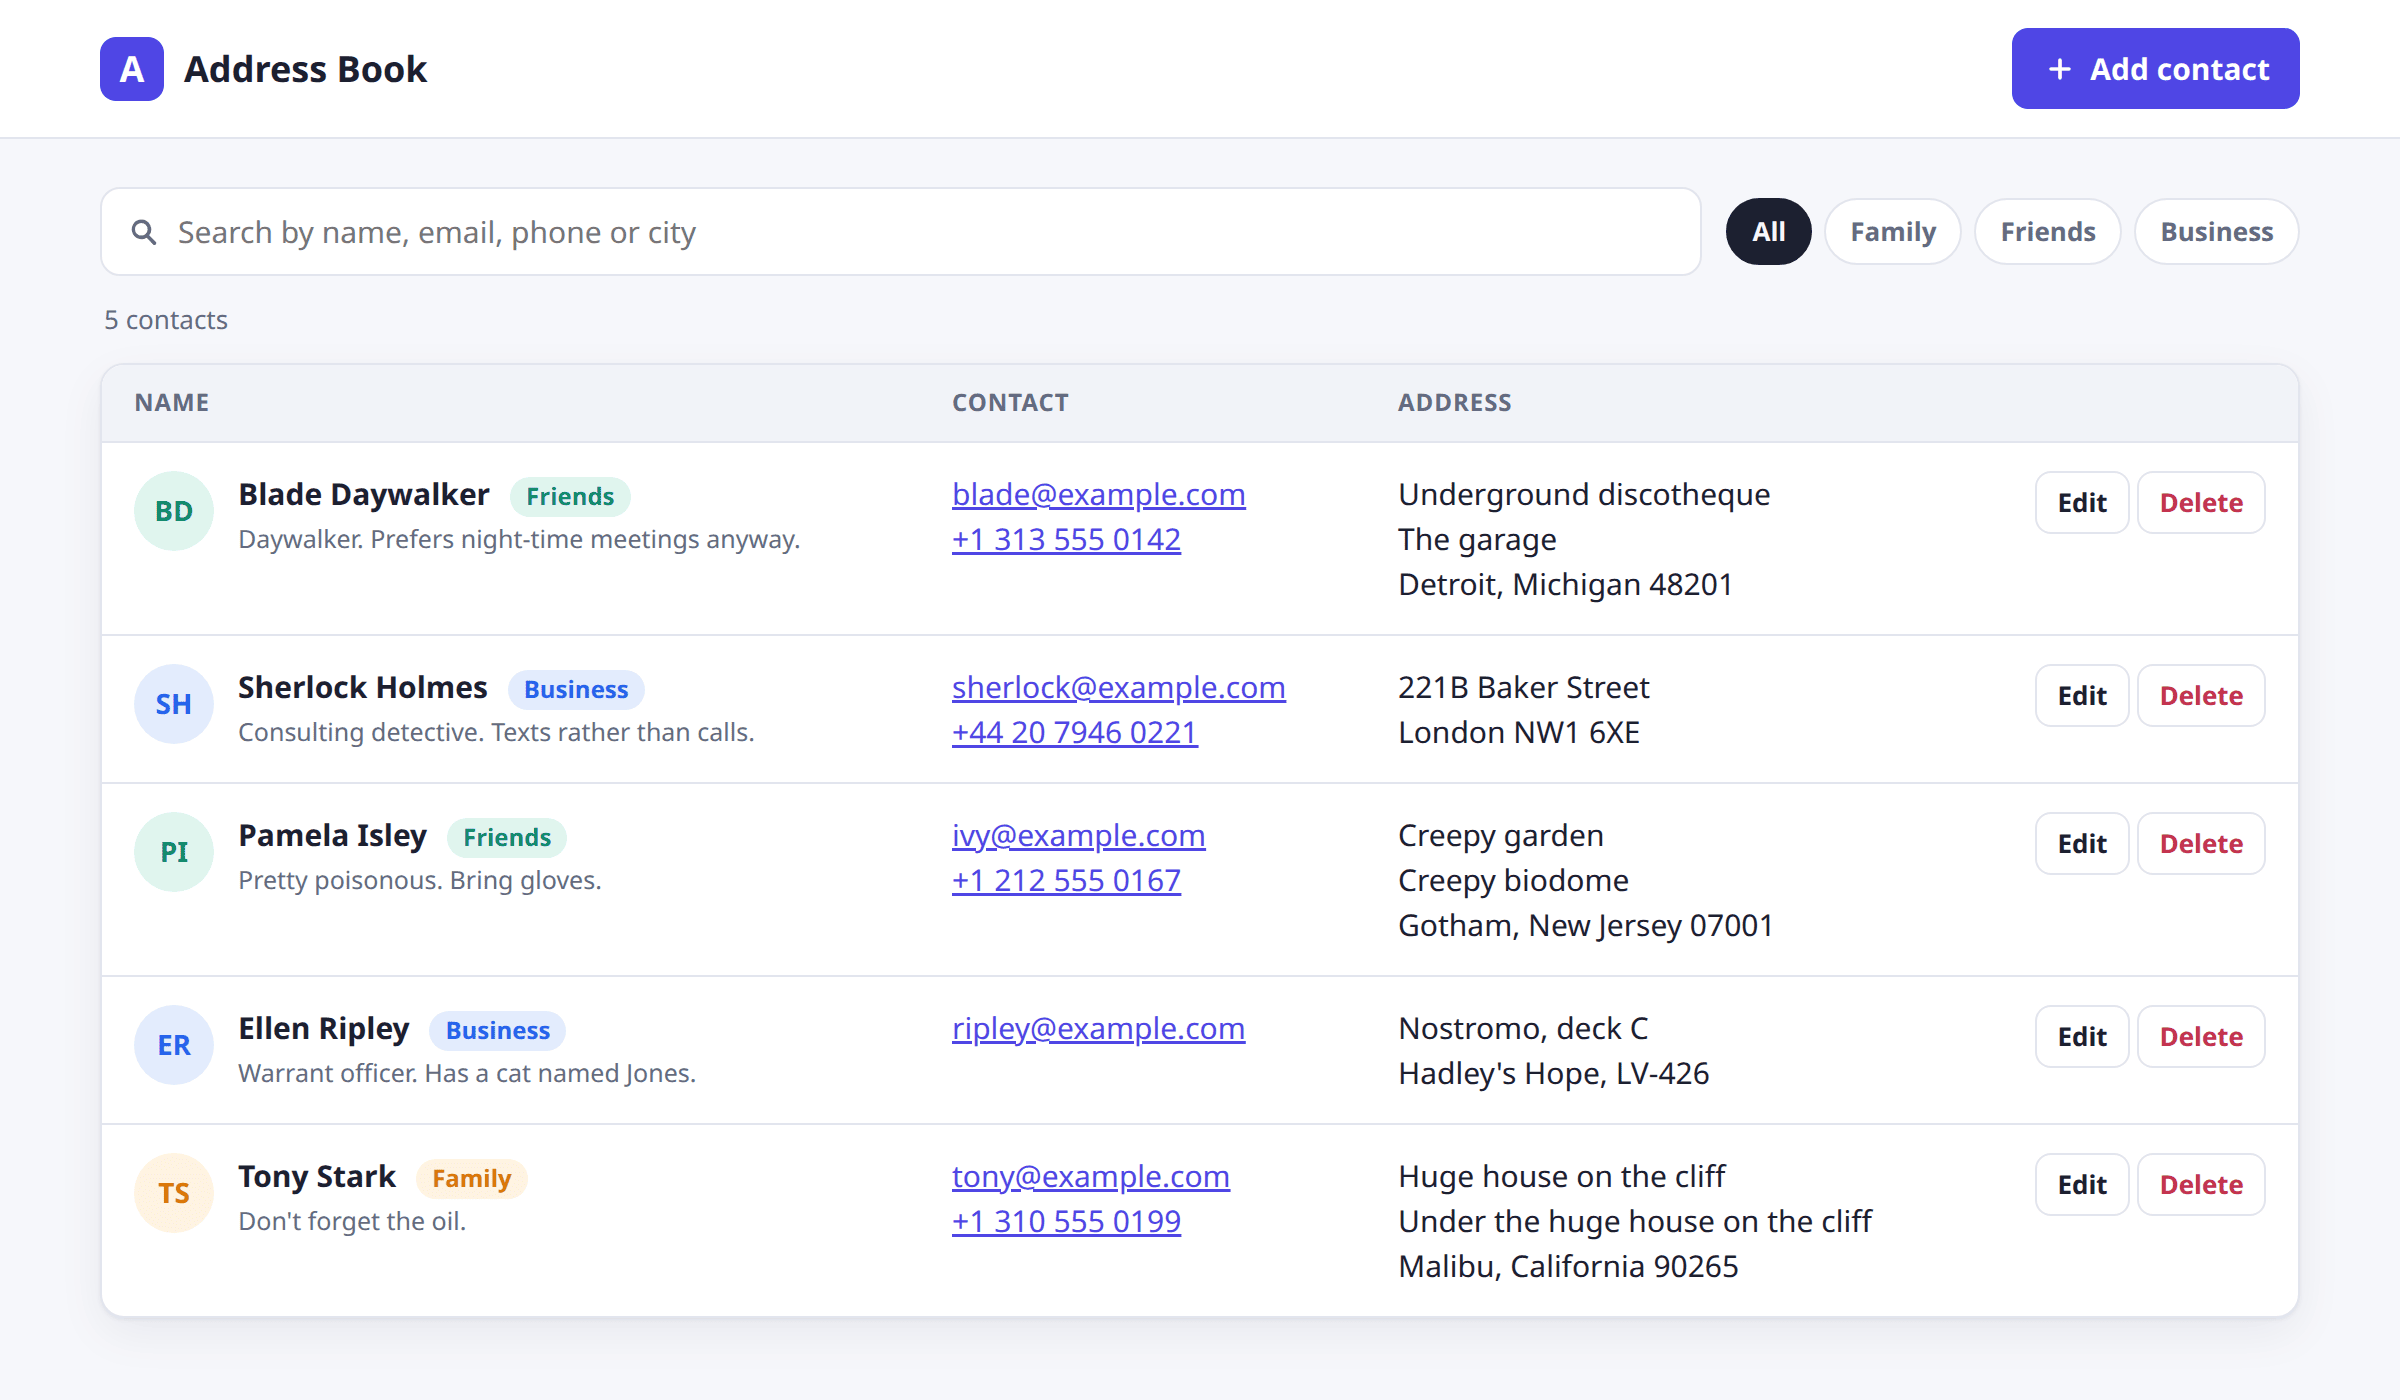 A Address Book
+ Add contact
Search by name, email, phone or city
All Family Friends Business
5 contacts
NAME CONTACT ADDRESS
BD
Blade Daywalker Friends
Daywalker. Prefers night-time meetings anyway.
blade@example.com
+1 313 555 0142
Underground discotheque
The garage
Detroit, Michigan 48201
Edit Delete
SH
Sherlock Holmes Business
Consulting detective. Texts rather than calls.
sherlock@example.com
+44 20 7946 0221
221B Baker Street
London NW1 6XE
Edit Delete
PI
Pamela Isley Friends
Pretty poisonous. Bring gloves.
ivy@example.com
+1 212 555 0167
Creepy garden
Creepy biodome
Gotham, New Jersey 07001
Edit Delete
ER
Ellen Ripley Business
Warrant officer. Has a cat named Jones.
ripley@example.com
Nostromo, deck C
Hadley's Hope, LV-426
Edit Delete
TS
Tony Stark Family
Don't forget the oil.
tony@example.com
+1 310 555 0199
Huge house on the cliff
Under the huge house on the cliff
Malibu, California 90265
Edit Delete